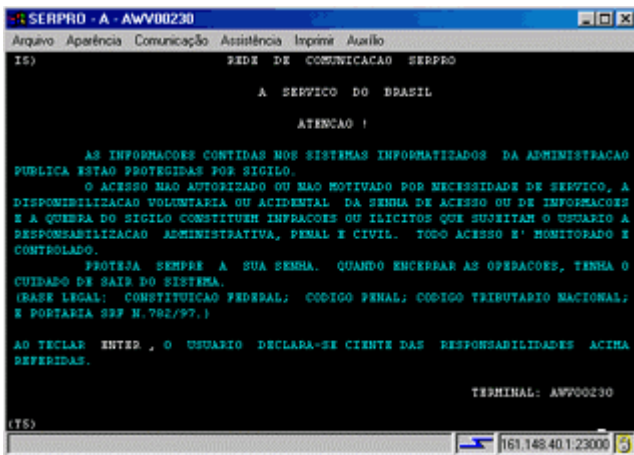 SERPRO - A - AWV00230
Arquivo Aparência Comunicação Assistência Imprimir Auxílio
IS) REDE DE COMUNICACAO SERPRO
A SERVICO DO BRASIL
ATENCAO !
AS INFORMACOES CONTIDAS NOS SISTEMAS INFORMATIZADOS DA ADMINISTRACAO
PUBLICA ESTAO PROTEGIDAS POR SIGILO.
O ACESSO NAO AUTORIZADO OU NAO MOTIVADO POR NECESSIDADE DE SERVICO, A
DISPONIBILIZACAO VOLUNTARIA OU ACIDENTAL DA SENHA DE ACESSO OU DE INFORMACOES
E A QUEBRA DO SIGILO CONSTITUEM INFRACOES OU ILICITOS QUE SUJEITAM O USUARIO A
RESPONSABILIZACAO ADMINISTRATIVA, PENAL E CIVIL. TODO ACESSO E' MONITORADO E
CONTROLADO.
PROTEJA SEMPRE A SUA SENHA. QUANDO ENCERRAR AS OPERACOES, TENHA O
CUIDADO DE SAIR DO SISTEMA.
(BASE LEGAL: CONSTITUICAO FEDERAL; CODIGO PENAL; CODIGO TRIBUTARIO NACIONAL;
E PORTARIA SRF N.782/97.)
AO TECLAR ENTER , O USUARIO DECLARA-SE CIENTE DAS RESPONSABILIDADES ACIMA
REFERIDAS.
TERMINAL: AWV00230
(TS)
161.148.40.1:23000